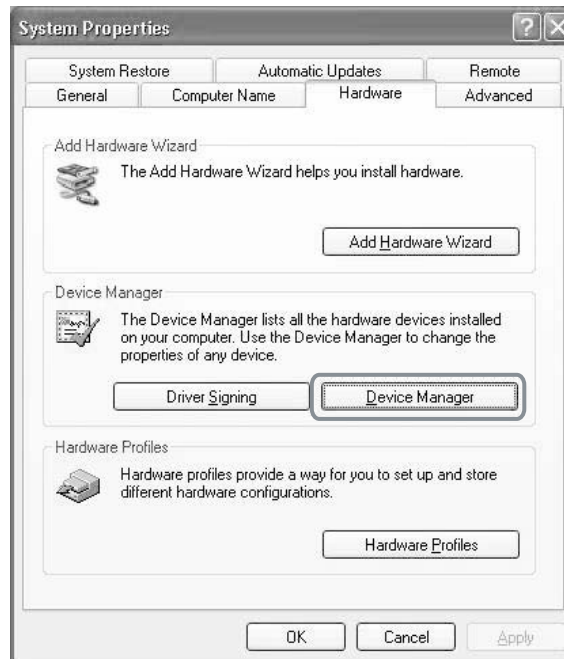 System Properties
System Restore Automatic Updates Remote
General Computer Name Hardware Advanced
Add Hardware Wizard
The Add Hardware Wizard helps you install hardware.
Add Hardware Wizard
Device Manager
The Device Manager lists all the hardware devices installed
on your computer. Use the Device Manager to change the
properties of any device.
Driver Signing Device Manager
Hardware Profiles
Hardware profiles provide a way for you to set up and store
different hardware configurations.
Hardware Profiles
OK Cancel Apply